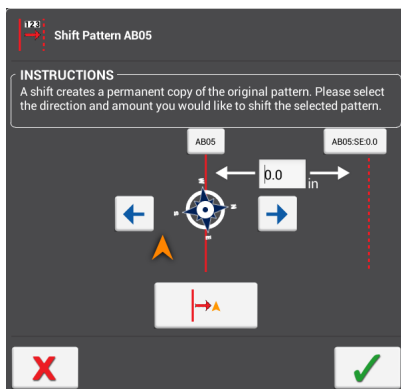 123
Shift Pattern AB05
INSTRUCTIONS
A shift creates a permanent copy of the original pattern. Please select
the direction and amount you would like to shift the selected pattern.
AB05
AB05:SE:0.0
0.0
in